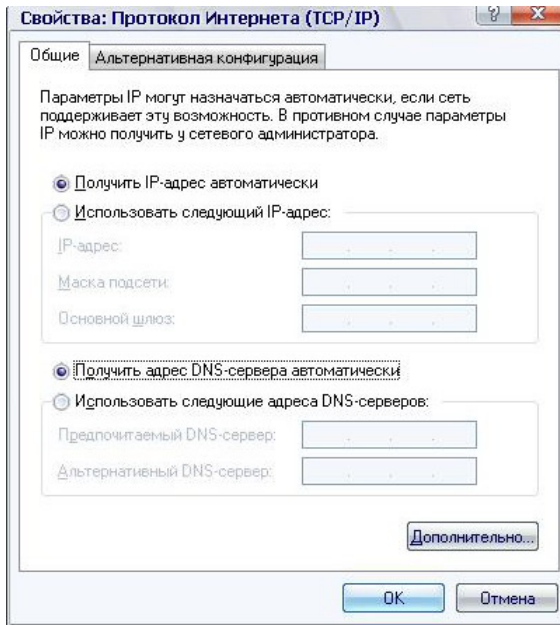 Свойства: Протокол Интернета (TCP/IP)
Общие
Альтернативная конфигурация
Параметры IP могут назначаться автоматически, если сеть
поддерживает эту возможность. В противном случае параметры
IP можно получить у сетевого администратора.
Получить IP-адрес автоматически
Использовать следующий IP-адрес:
IP-адрес:
Маска подсети:
Основной шлюз:
Получить адрес DNS-сервера автоматически
Использовать следующие адреса DNS-серверов:
Предпочитаемый DNS-сервер:
Альтернативный DNS-сервер:
Дополнительно...
OK
Отмена